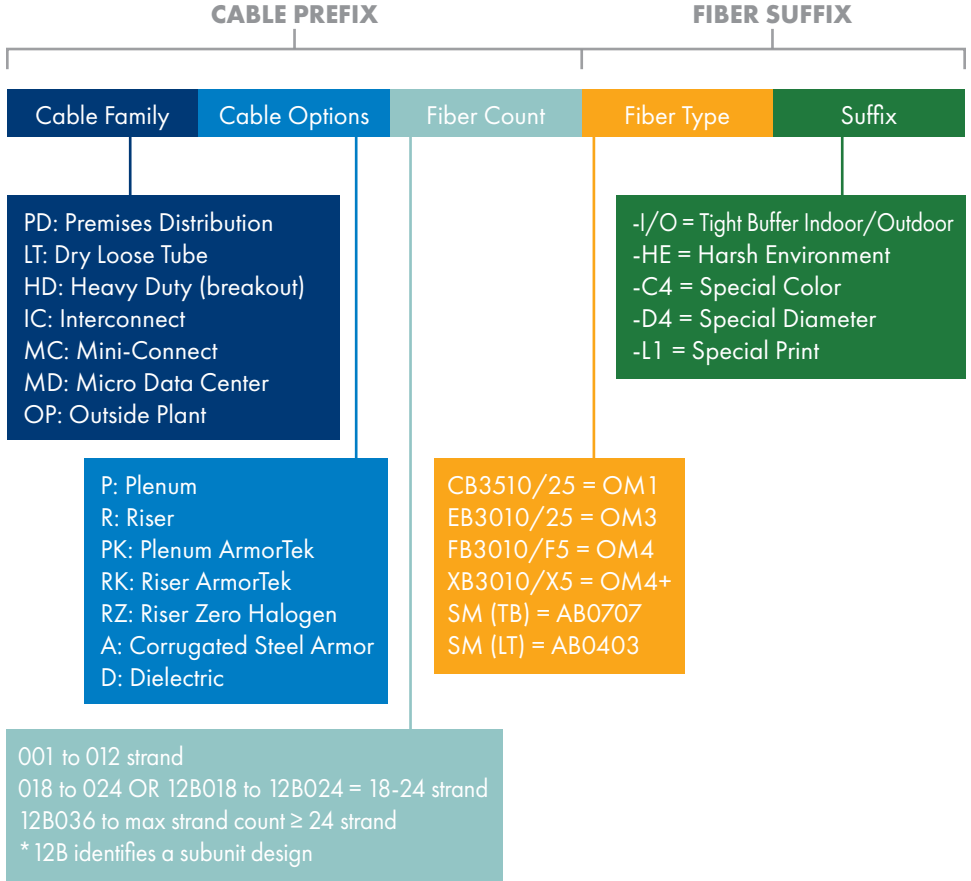 CABLE PREFIX
FIBER SUFFIX
Cable Family
Cable Options
Fiber Count
Fiber Type
Suffix
PD: Premises Distribution
LT: Dry Loose Tube
HD: Heavy Duty (breakout)
IC: Interconnect
MC: Mini-Connect
MD: Micro Data Center
OP: Outside Plant
-I/O = Tight Buffer Indoor/Outdoor
-HE = Harsh Environment
-C4 = Special Color
-D4 = Special Diameter
-L1 = Special Print
P: Plenum
R: Riser
PK: Plenum ArmorTek
RK: Riser ArmorTek
RZ: Riser Zero Halogen
A: Corrugated Steel Armor
D: Dielectric
CB3510/25 = OM1
EB3010/25 = OM3
FB3010/F5 = OM4
XB3010/X5 = OM4+
SM (TB) = AB0707
SM (LT) = AB0403
001 to 012 strand
018 to 024 OR 12B018 to 12B024 = 18-24 strand
12B036 to max strand count ≥ 24 strand
*12B identifies a subunit design